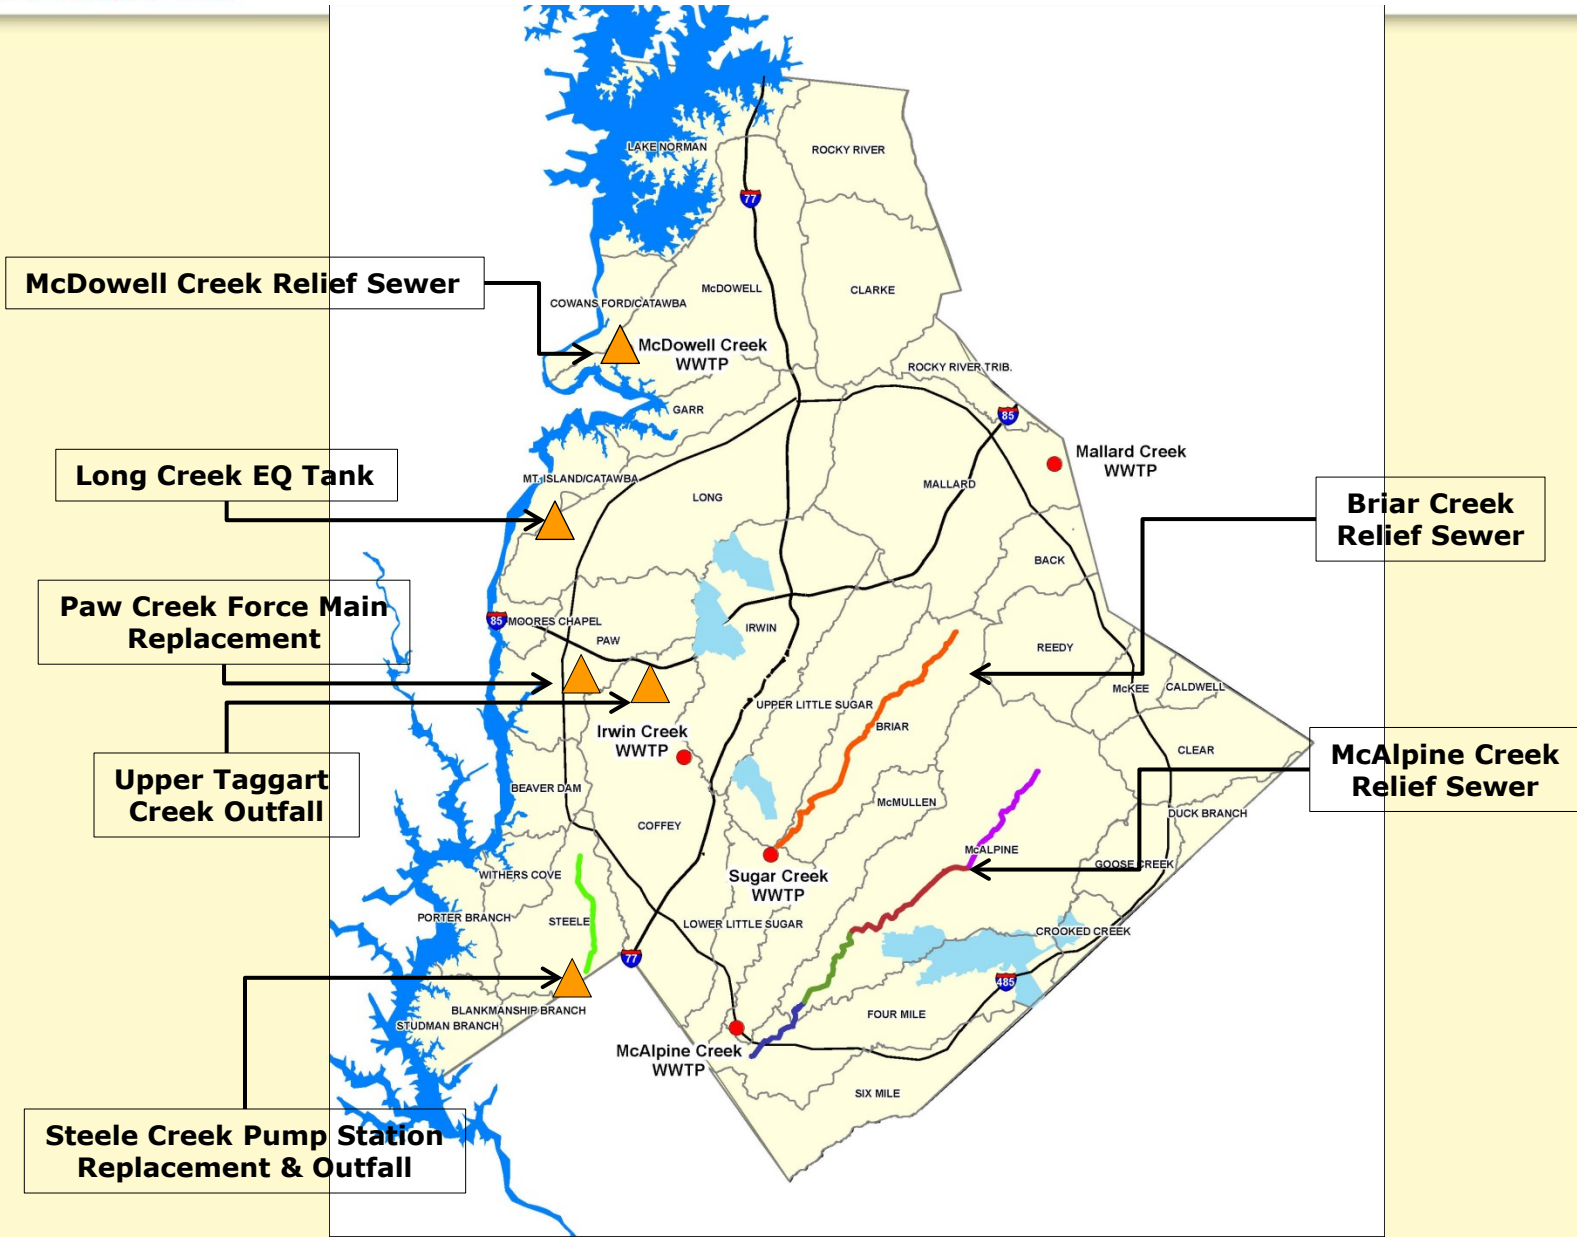 LAKE NORMAN
ROCKY RIVER
77
McDowell Creek Relief Sewer
McDOWELL
CLARKE
COWANS FORD/CATAWBA
McDowell Creek
WWTP
ROCKY RIVER TRIB.
GARR
85
Mallard Creek
WWTP
Long Creek EQ Tank
MT. ISLAND/CATAWBA
LONG
MALLARD
Briar Creek
Relief Sewer
BACK
Paw Creek Force Main
Replacement
85
MOORES CHAPEL
PAW
IRWIN
REEDY
McKEE
CALDWELL
UPPER LITTLE SUGAR
BRIAR
Irwin Creek
WWTP
CLEAR
McAlpine Creek
Relief Sewer
Upper Taggart
Creek Outfall
BEAVER DAM
COFFEY
McMULLEN
DUCK BRANCH
McALPINE
GOOSE CREEK
WITHERS COVE
Sugar Creek
WWTP
PORTER BRANCH
STEELE
LOWER LITTLE SUGAR
CROOKED CREEK
77
485
BLANKMANSHIP BRANCH
STUDMAN BRANCH
FOUR MILE
McAlpine Creek
WWTP
SIX MILE
Steele Creek Pump Station
Replacement & Outfall